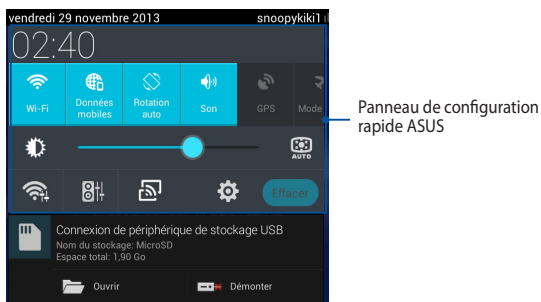 vendredi 29 novembre 2013 snoopykiki1
02:40
Wi-Fi Données mobiles Rotation auto Son GPS Mode
AUTO
Effacer
Connexion de périphérique de stockage USB
Nom du stockage: MicroSD
Espace total: 1,90 Go
Ouvrir Démonter
Panneau de configuration
rapide ASUS